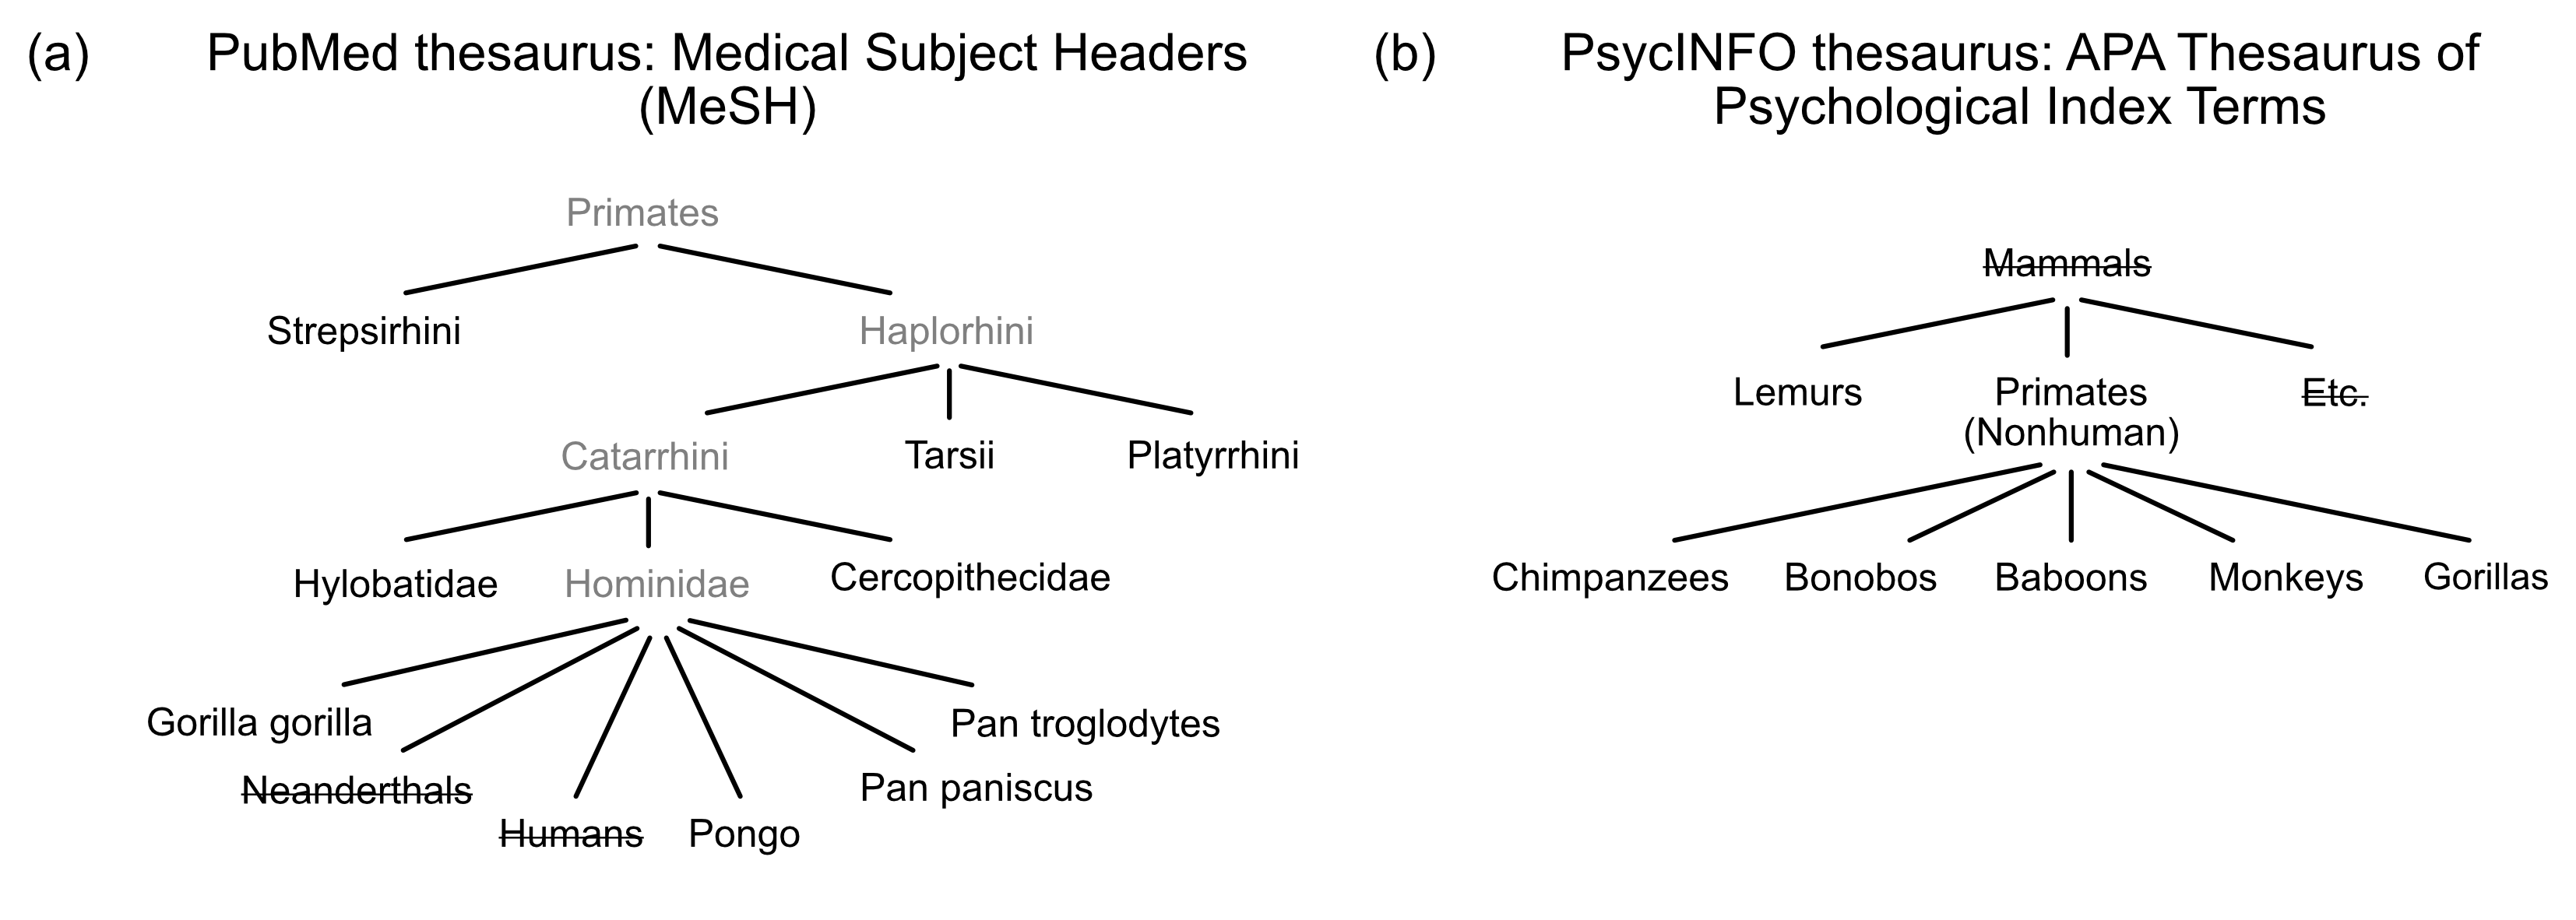 (a)
PubMed thesaurus: Medical Subject Headers
(MeSH)
Primates
Strepsirhini
Haplorhini
Catarrhini
Tarsii
Platyrrhini
Hylobatidae
Hominidae
Cercopithecidae
Gorilla gorilla
Neanderthals
Humans
Pongo
Pan paniscus
Pan troglodytes
(b)
PsycINFO thesaurus: APA Thesaurus of
Psychological Index Terms
Mammals
Lemurs
Primates
(Nonhuman)
Etc.
Chimpanzees
Bonobos
Baboons
Monkeys
Gorillas